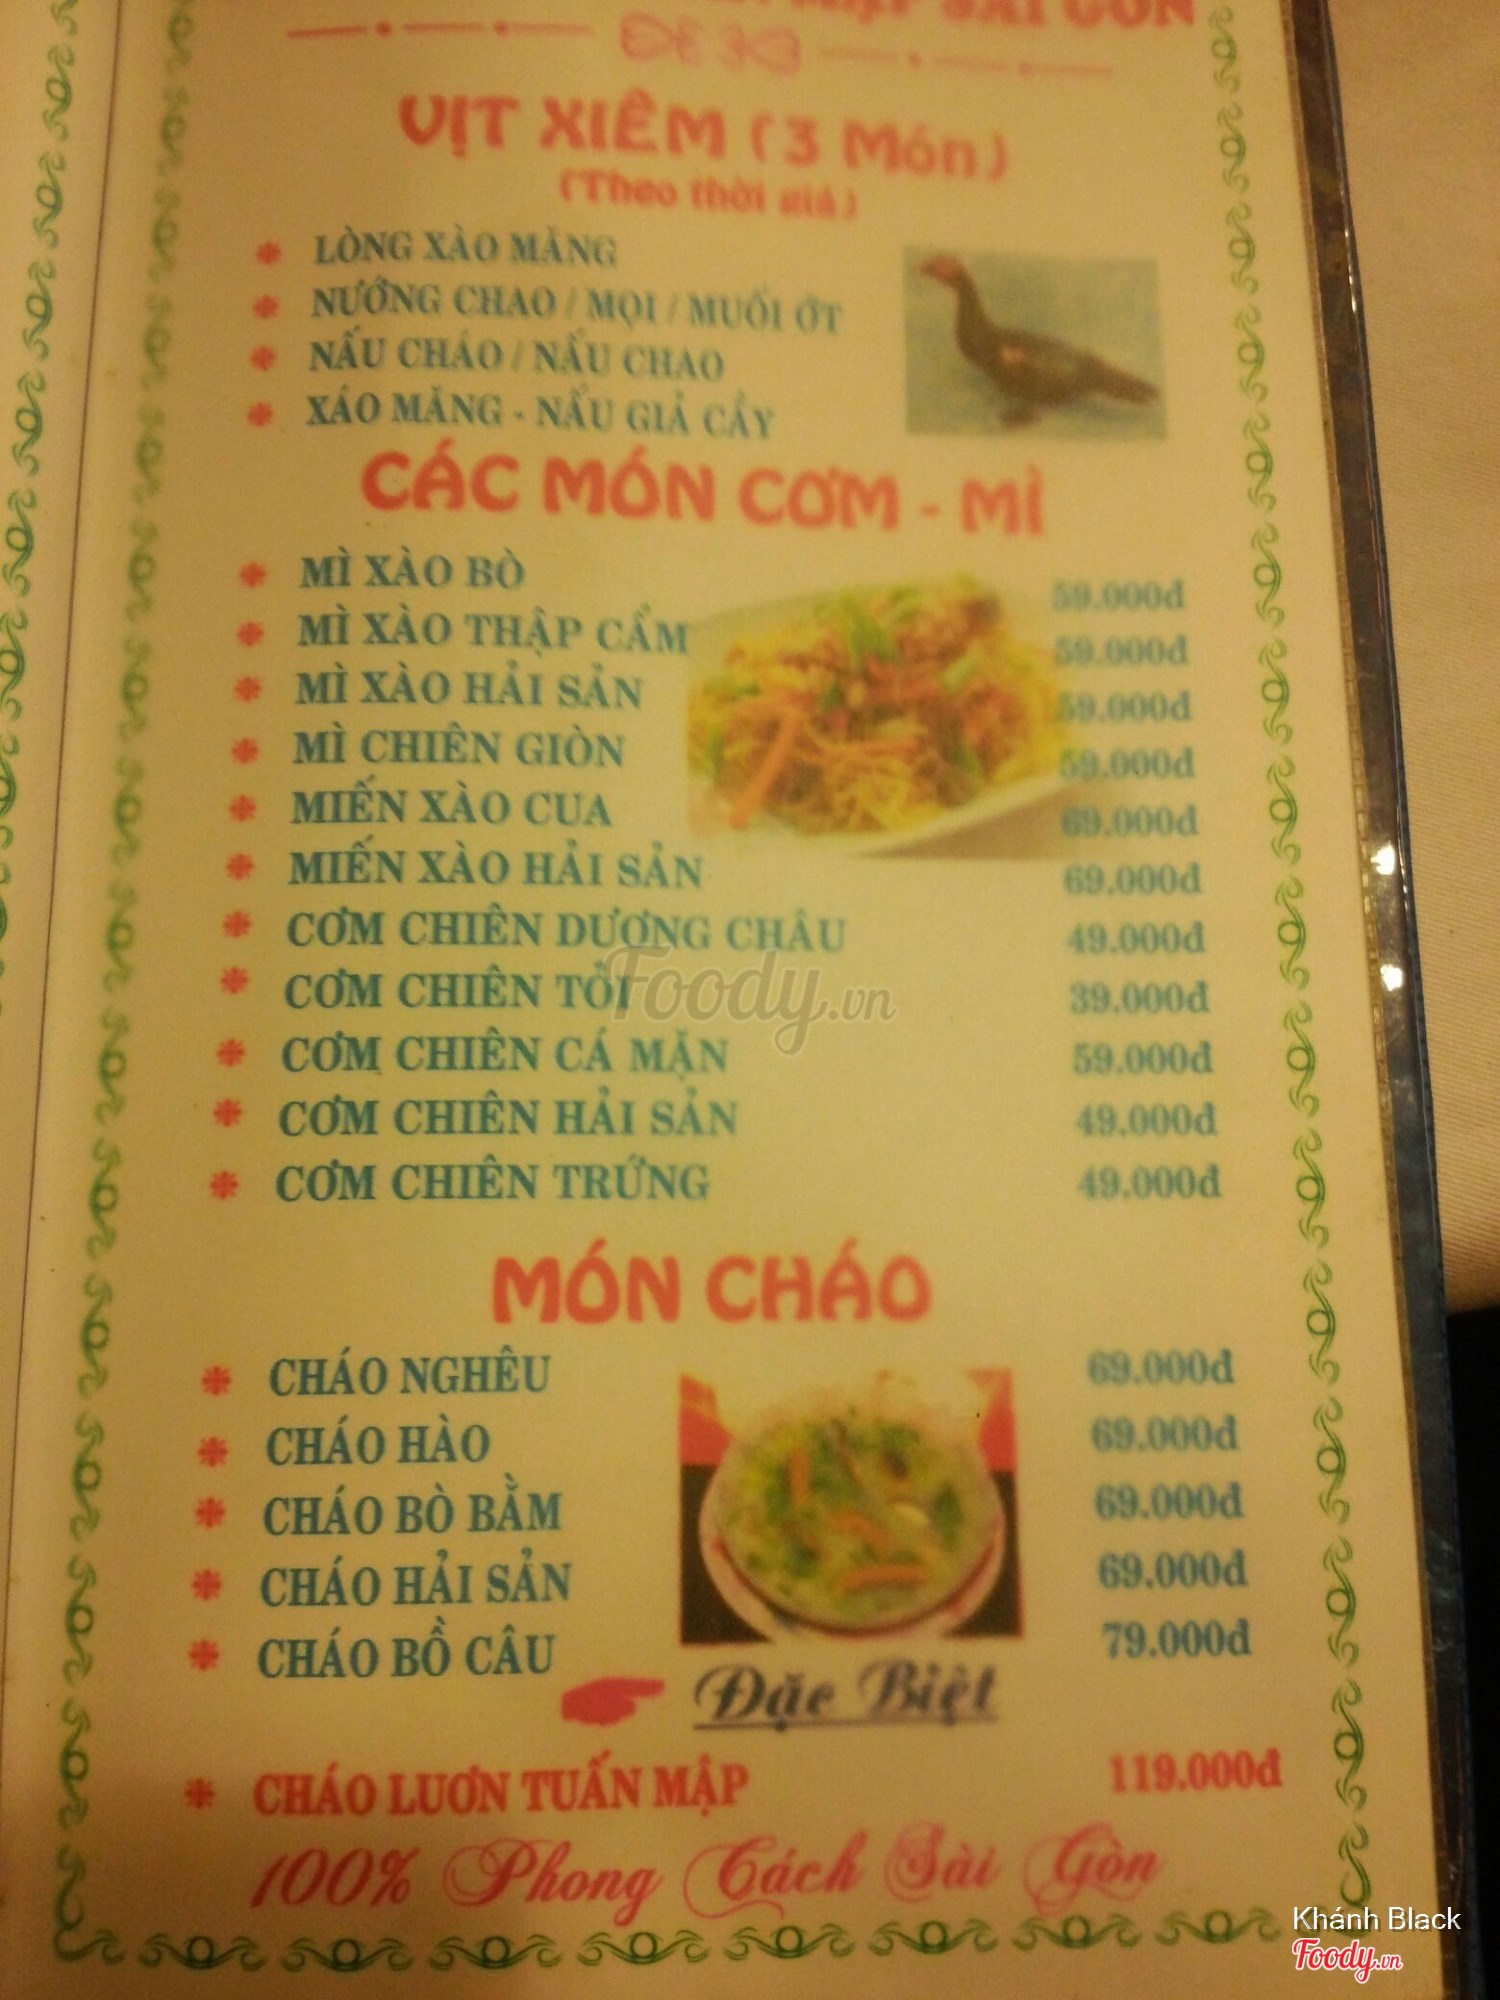 MẬP SÀI GÒN
VỊT XIÊM (3 Món)
(Theo thời giá)
LÒNG XÀO MĂNG
NƯỚNG CHAO / MỌI / MUỐI ỚT
NẤU CHÁO / NẤU CHAO
XÁO MĂNG - NẤU GIẢ CẦY
CÁC MÓN CƠM - MÌ
MÌ XÀO BÒ 59.000đ
MÌ XÀO THẬP CẨM 59.000đ
MÌ XÀO HẢI SẢN 59.000đ
MÌ CHIÊN GIÒN 59.000đ
MIẾN XÀO CUA 69.000đ
MIẾN XÀO HẢI SẢN 69.000đ
CƠM CHIÊN DƯƠNG CHÂU 49.000đ
CƠM CHIÊN TỎI 39.000đ
CƠM CHIÊN CÁ MẶN 59.000đ
CƠM CHIÊN HẢI SẢN 49.000đ
CƠM CHIÊN TRỨNG 49.000đ
Foody.vn
MÓN CHÁO
CHÁO NGHÊU 69.000đ
CHÁO HÀO 69.000đ
CHÁO BÒ BẰM 69.000đ
CHÁO HẢI SẢN 69.000đ
CHÁO BỒ CÂU 79.000đ
Đặc Biệt
CHÁO LƯƠN TUẤN MẬP 119.000đ
100% Phong Cách Sài Gòn
Khánh Black
Foody.vn